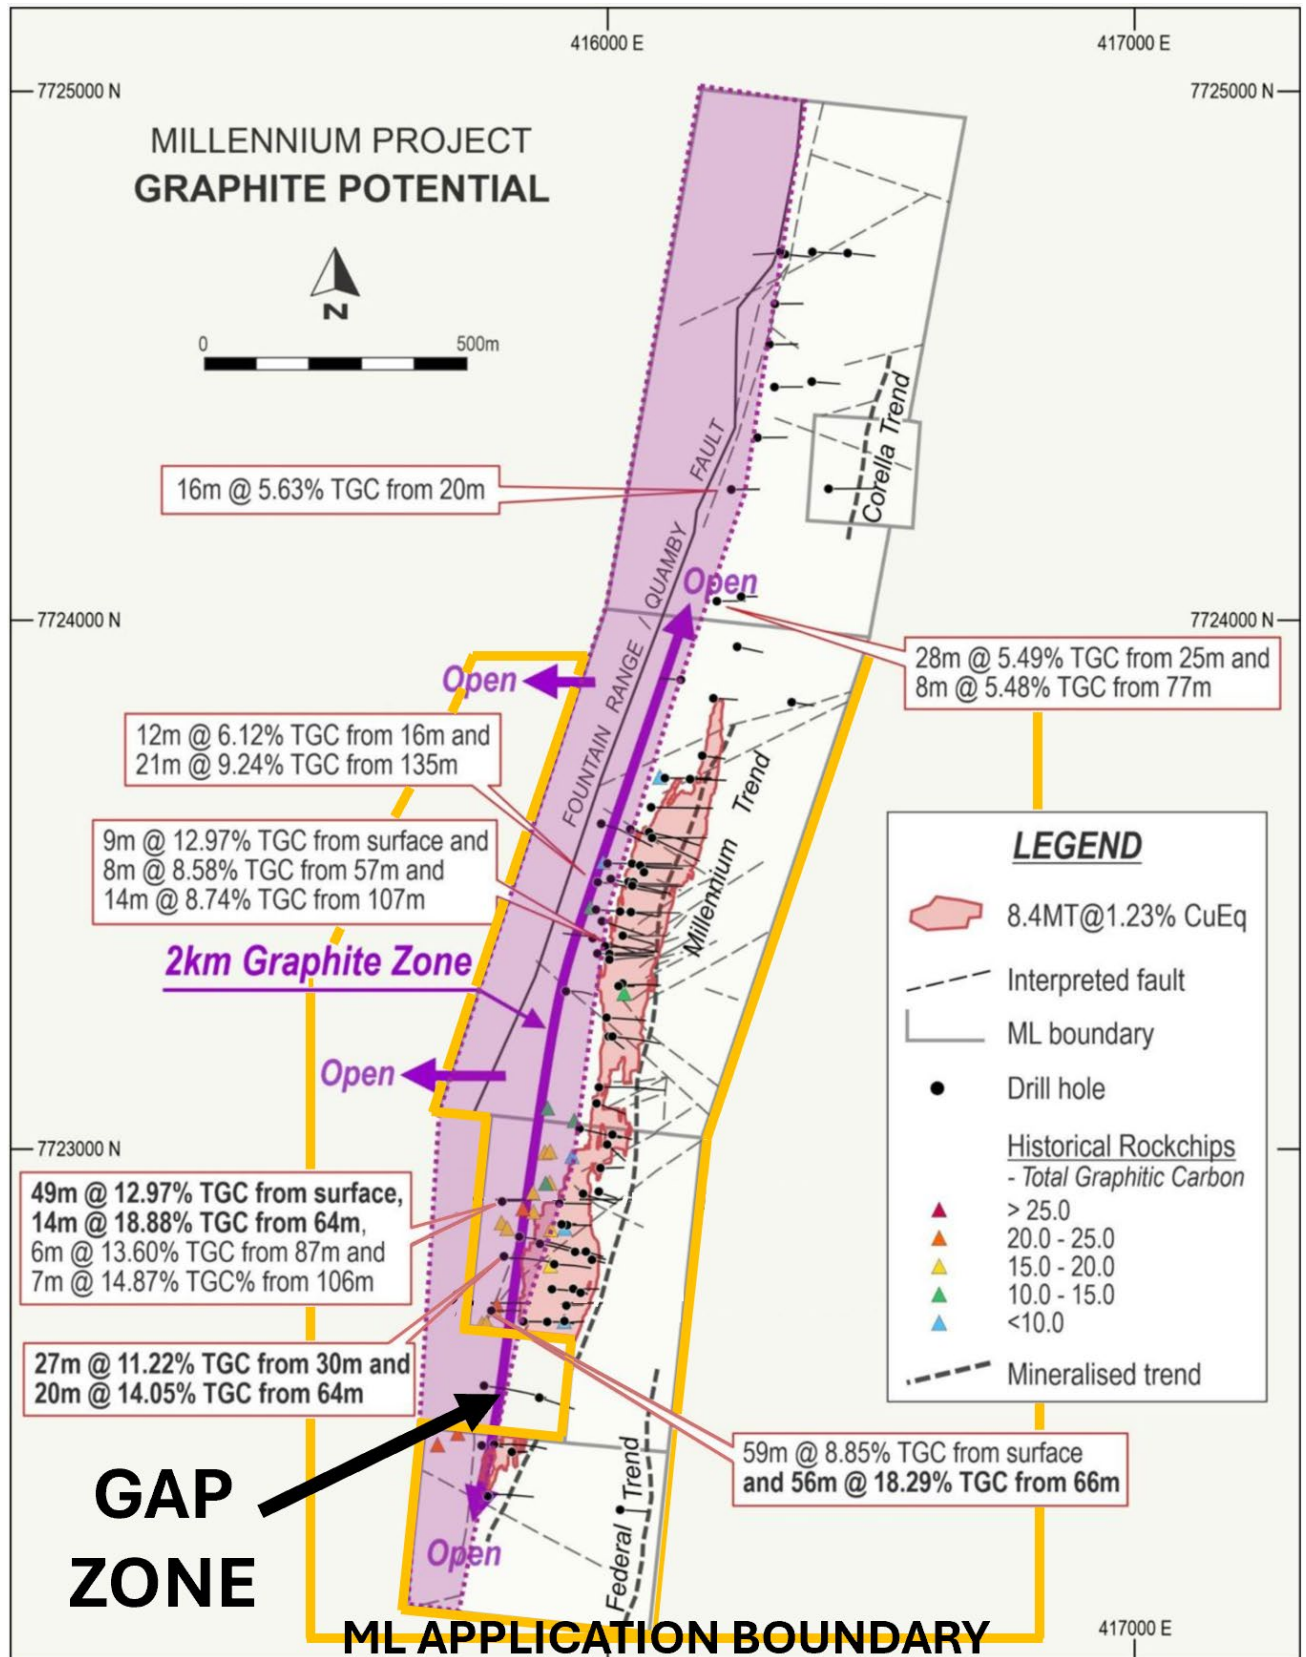 416000 E
417000 E
7725000 N
7725000 N
MILLENNIUM PROJECT
GRAPHITE POTENTIAL
N
0
500m
Corella Trend
FAULT
16m @ 5.63% TGC from 20m
QUAMBY
Open
/
7724000 N
7724000 N
28m @ 5.49% TGC from 25m and
8m @ 5.48% TGC from 77m
Open
RANGE
12m @ 6.12% TGC from 16m and
21m @ 9.24% TGC from 135m
FOUNTAIN
Millennium Trend
9m @ 12.97% TGC from surface and
8m @ 8.58% TGC from 57m and
14m @ 8.74% TGC from 107m
LEGEND
8.4MT@1.23% CuEq
Interpreted fault
ML boundary
Drill hole
Historical Rockchips
- Total Graphitic Carbon
> 25.0
20.0 - 25.0
15.0 - 20.0
10.0 - 15.0
<10.0
Mineralised trend
2km Graphite Zone
Open
7723000 N
49m @ 12.97% TGC from surface,
14m @ 18.88% TGC from 64m,
6m @ 13.60% TGC from 87m and
7m @ 14.87% TGC% from 106m
27m @ 11.22% TGC from 30m and
20m @ 14.05% TGC from 64m
59m @ 8.85% TGC from surface
and 56m @ 18.29% TGC from 66m
GAP
ZONE
Open
Federal Trend
ML APPLICATION BOUNDARY
417000 E